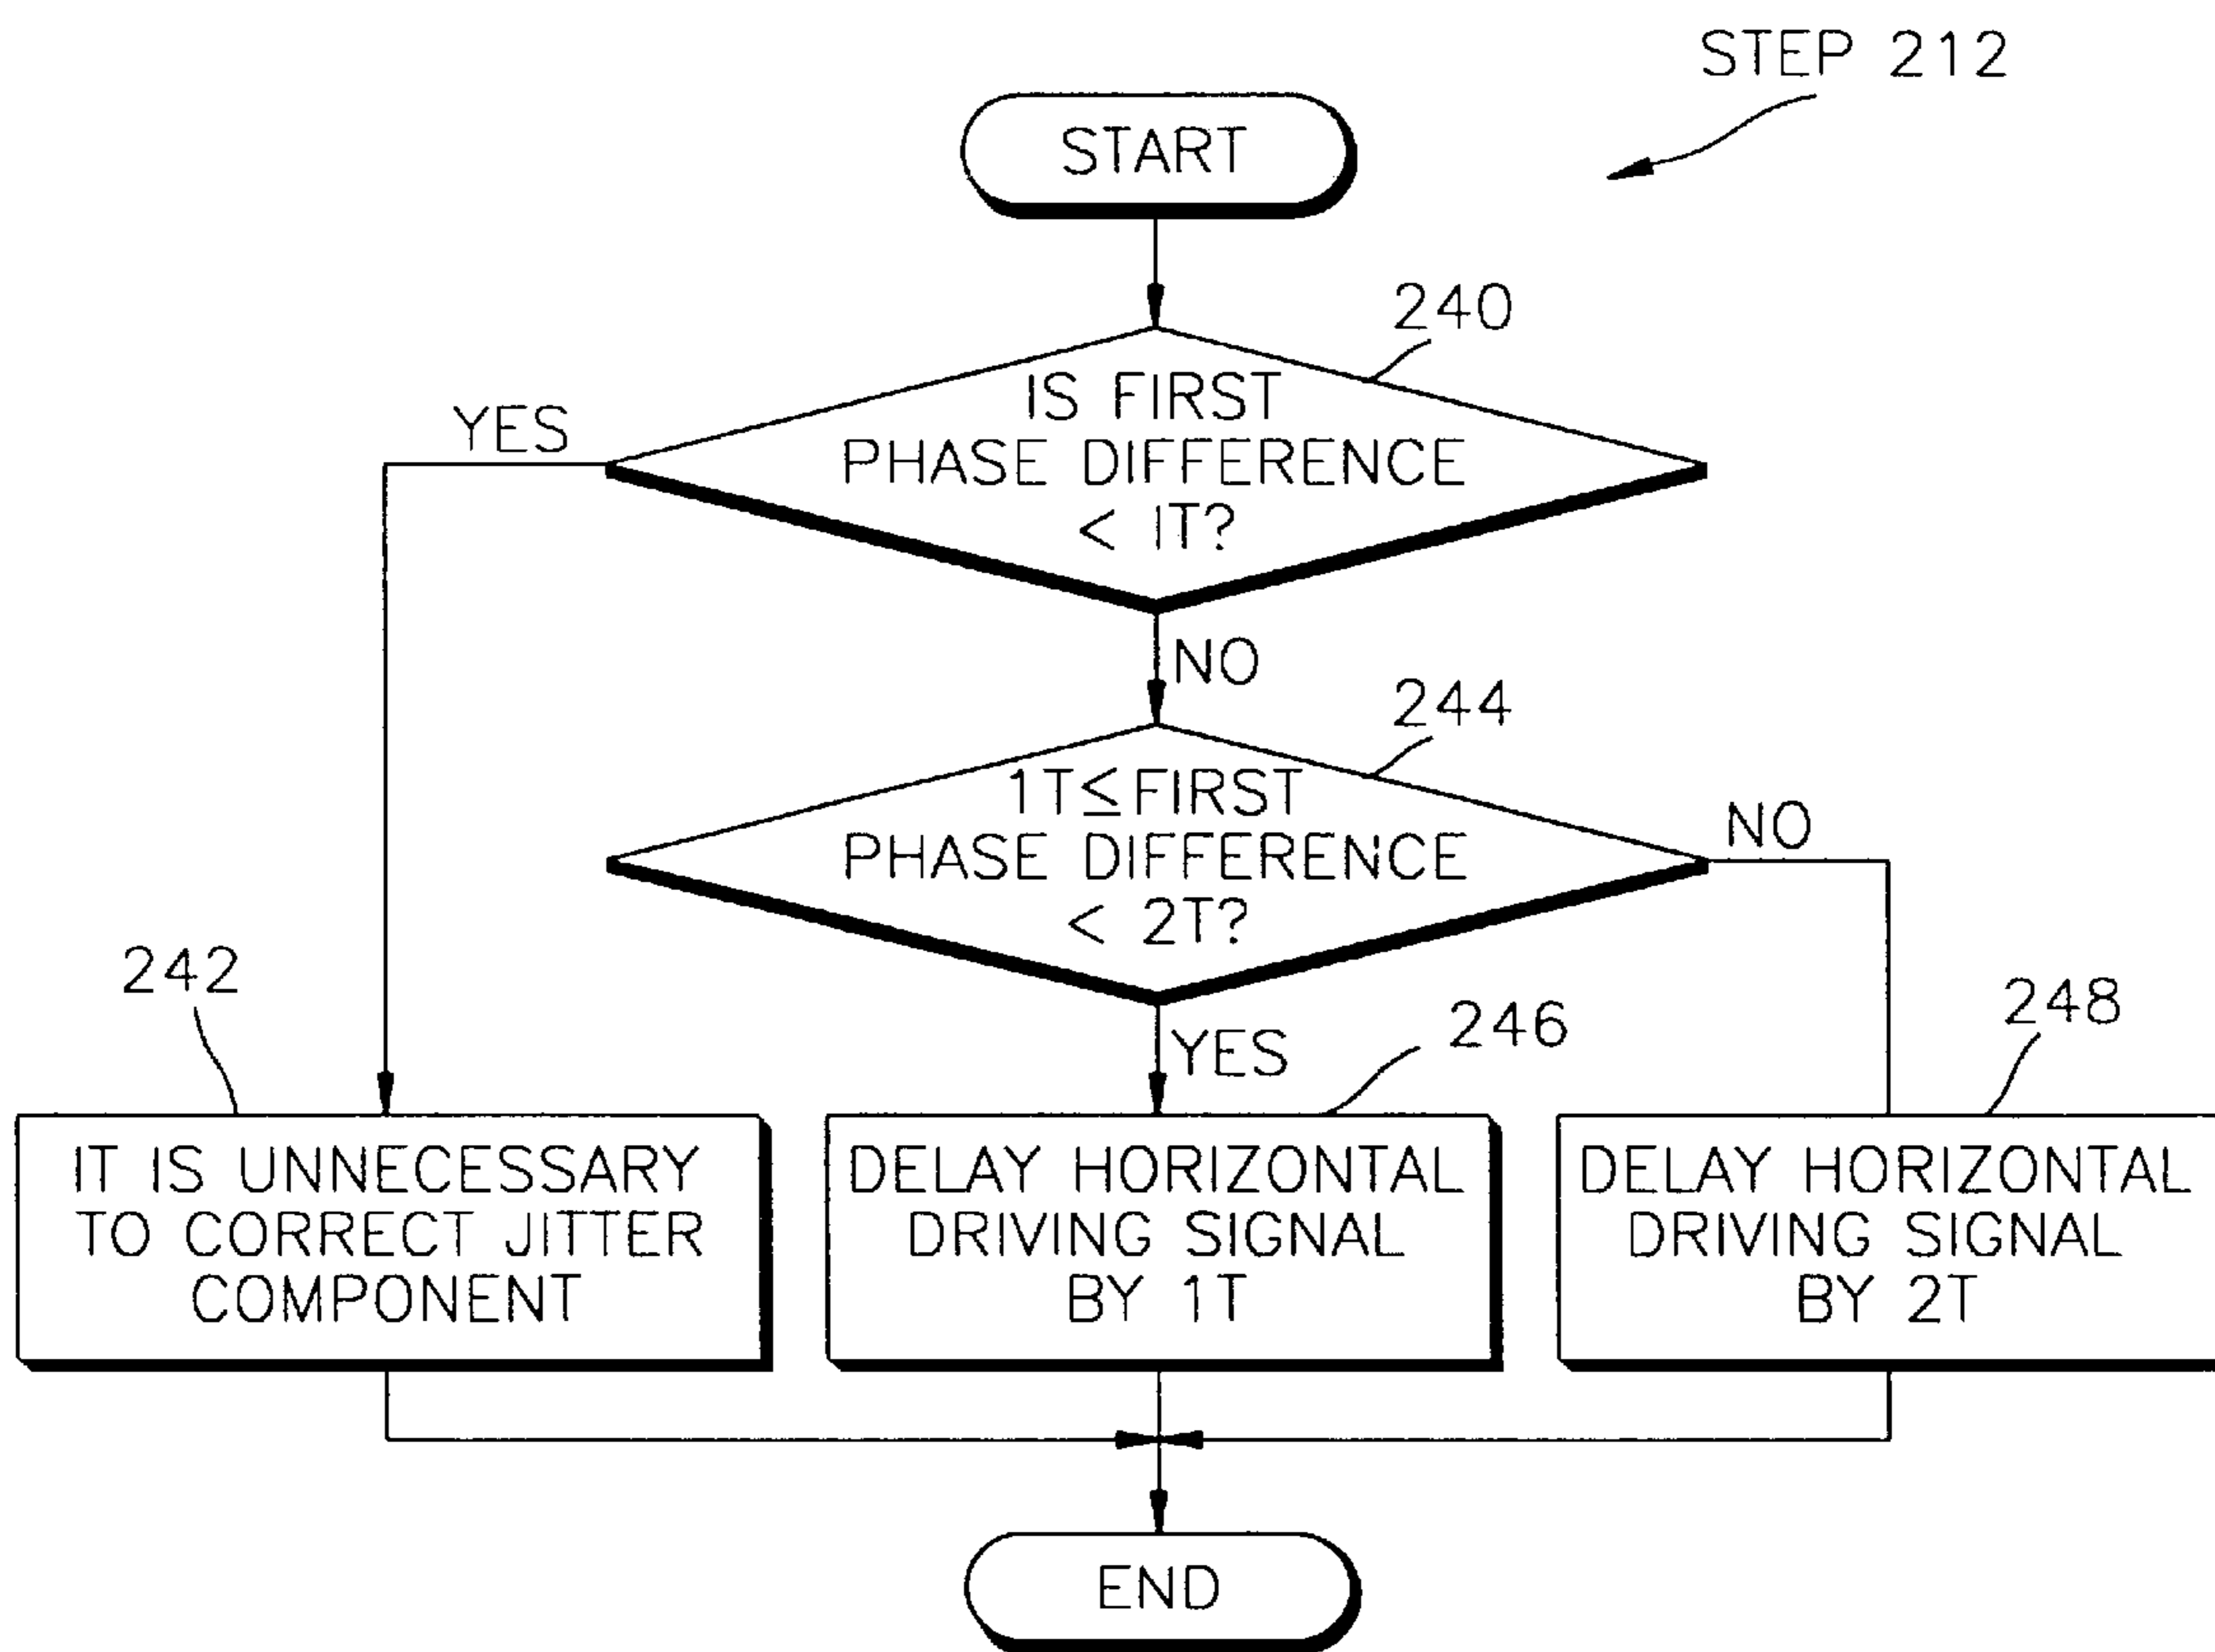 STEP 212
START
240
IS FIRST
PHASE DIFFERENCE
< 1T?
YES
NO
244
1T≤FIRST
PHASE DIFFERENCE
< 2T?
NO
YES
242
IT IS UNNECESSARY
TO CORRECT JITTER
COMPONENT
246
DELAY HORIZONTAL
DRIVING SIGNAL
BY 1T
248
DELAY HORIZONTAL
DRIVING SIGNAL
BY 2T
END